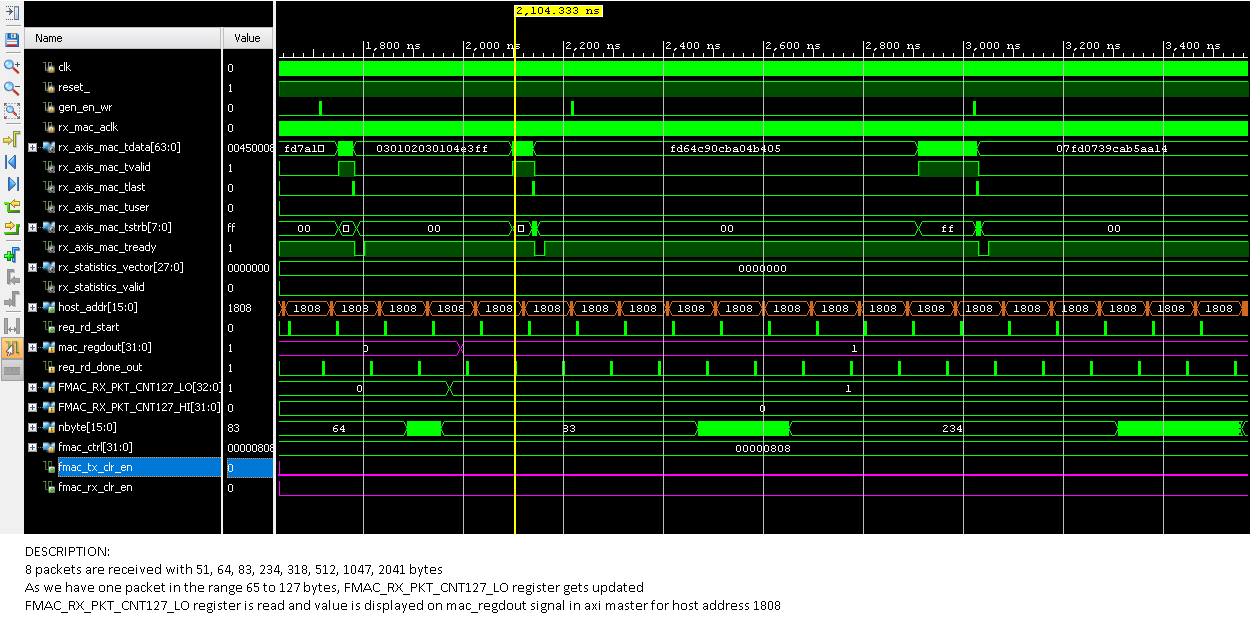 2,104.333 ns
Name Value
1,800 ns 2,000 ns 2,200 ns 2,400 ns 2,600 ns 2,800 ns 3,000 ns 3,200 ns 3,400 ns
clk 0
reset_ 1
gen_en_wr 0
rx_mac_aclk 0
rx_axis_mac_tdata[63:0] 00450008 fd7a1 030102030104e3ff fd64c90cba04b405 07fd0739cab5aa14
rx_axis_mac_tvalid 1
rx_axis_mac_tlast 0
rx_axis_mac_tuser 0
rx_axis_mac_tstrb[7:0] ff 00 00 00 ff 00
rx_axis_mac_tready 1
rx_statistics_vector[27:0] 0000000 0000000
rx_statistics_valid 0
host_addr[15:0] 1808 1808 1808 1808 1808 1808 1808 1808 1808 1808 1808 1808 1808 1808 1808 1808 1808 1808 1808 1808 1808
reg_rd_start 0
mac_regdout[31:0] 1 0 1
reg_rd_done_out 1
FMAC_RX_PKT_CNT127_LO[32:0] 1 0 1
FMAC_RX_PKT_CNT127_HI[31:0] 0 0
nbyte[15:0] 83 64 83 234
fmac_ctrl[31:0] 00000808 00000808
fmac_tx_clr_en 0
fmac_rx_clr_en 0
DESCRIPTION:
8 packets are received with 51, 64, 83, 234, 318, 512, 1047, 2041 bytes
As we have one packet in the range 65 to 127 bytes, FMAC_RX_PKT_CNT127_LO register gets updated
FMAC_RX_PKT_CNT127_LO register is read and value is displayed on mac_regdout signal in axi master for host address 1808